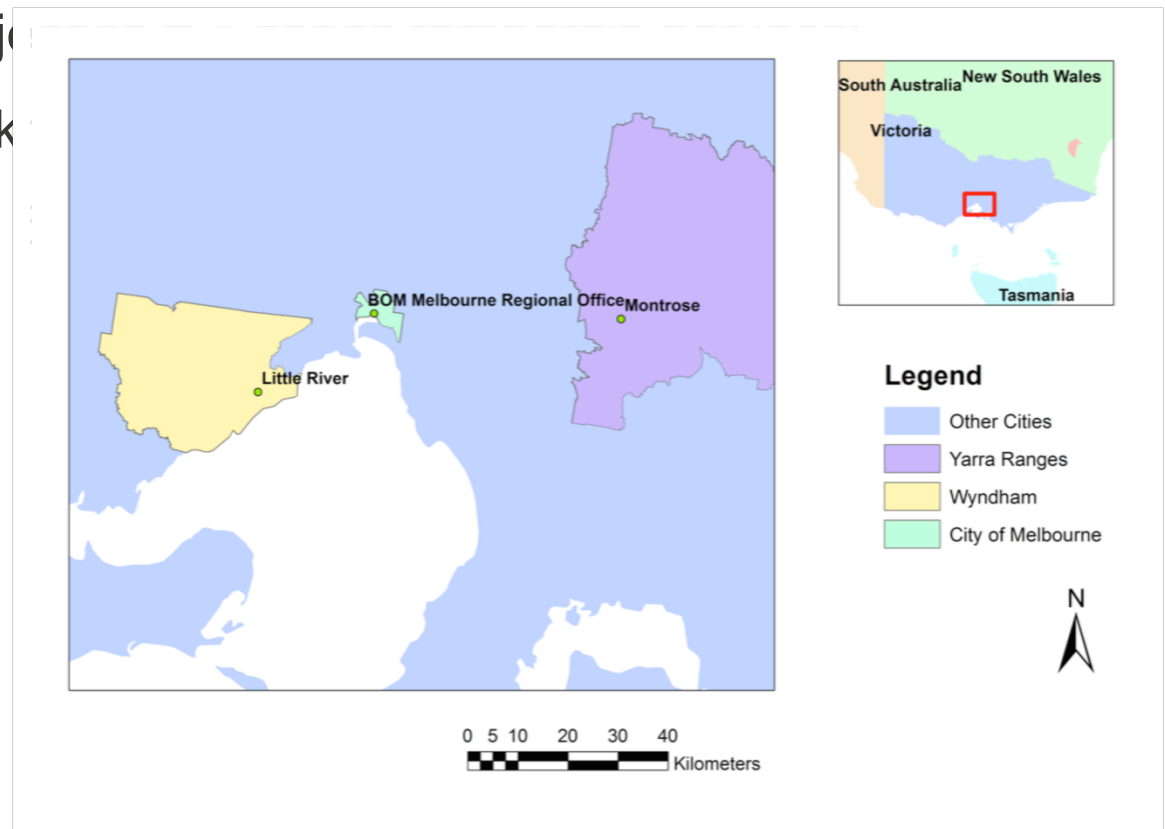 South Australia
New South Wales
Victoria
Tasmania
BOM Melbourne Regional Office
Montrose
Little River
Legend
Other Cities
Yarra Ranges
Wyndham
City of Melbourne
N
0 5 10 20 30 40
Kilometers